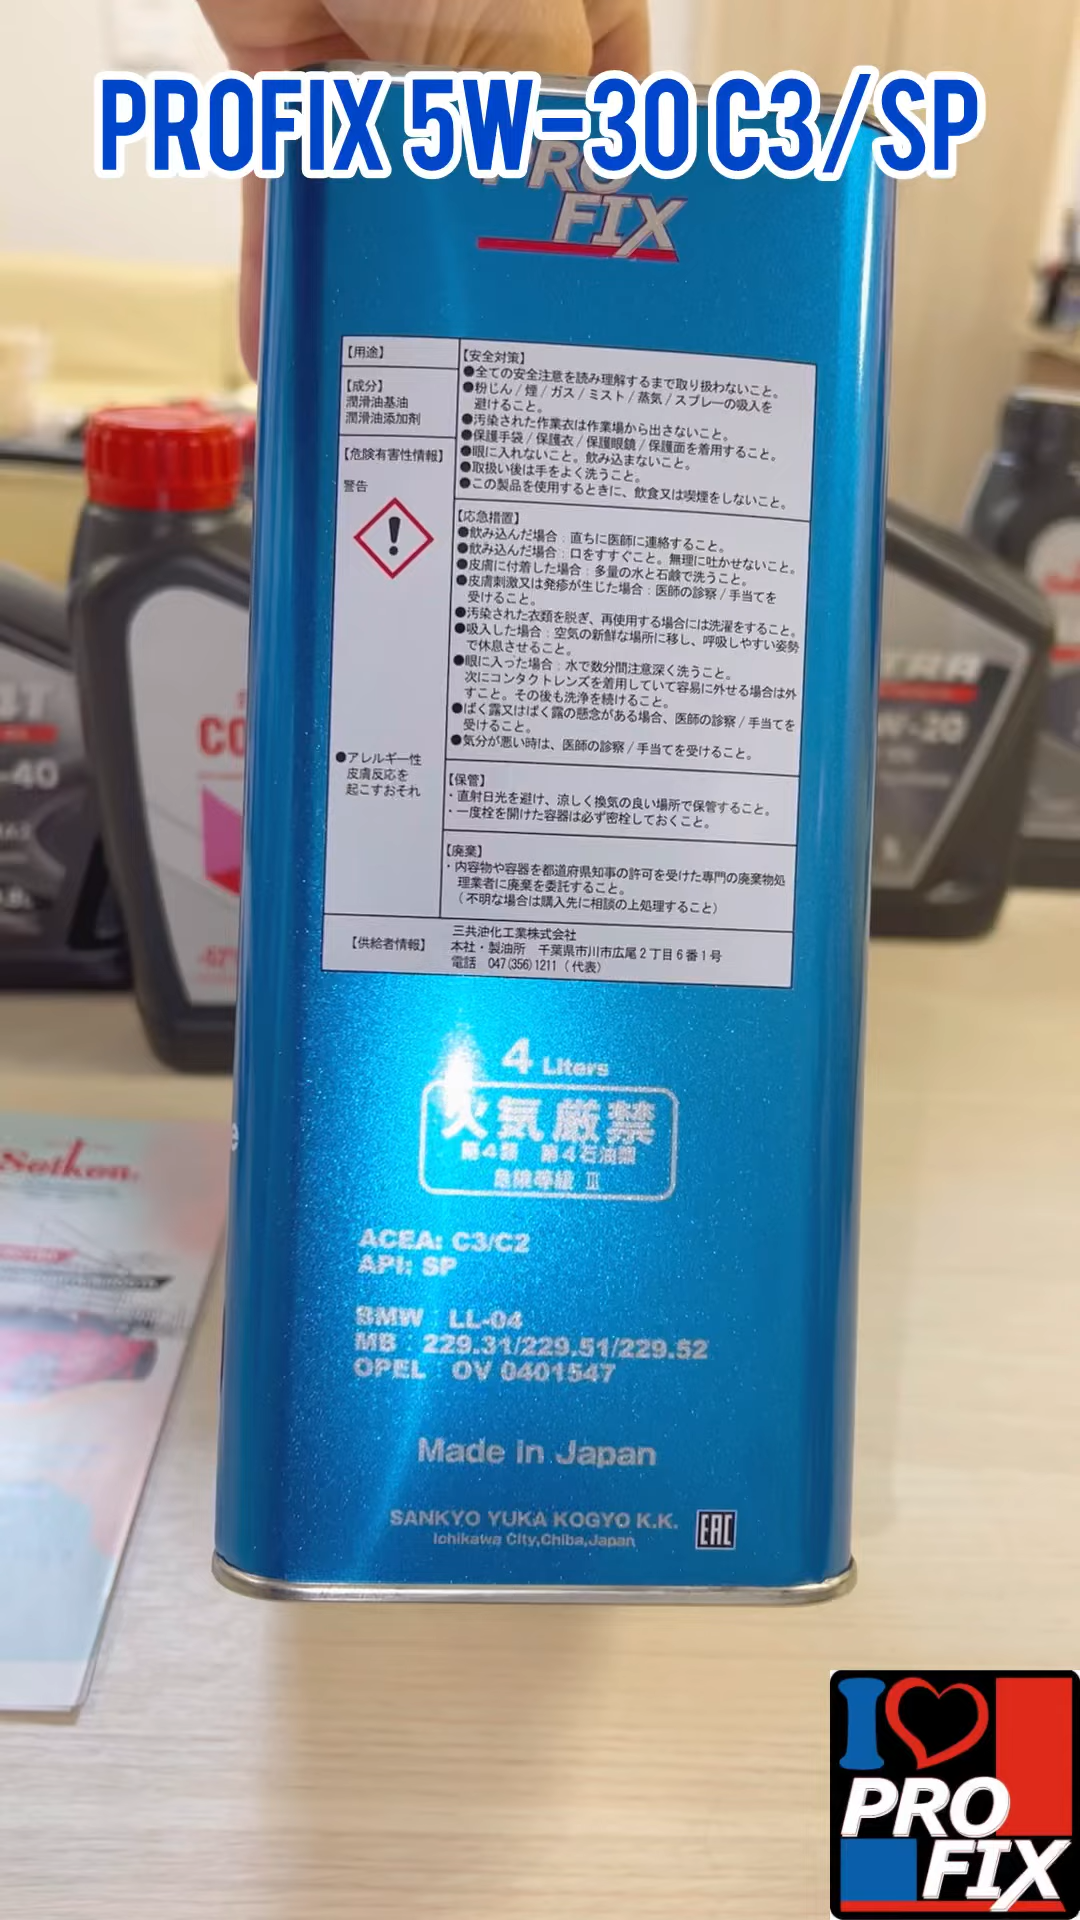 PROFIX 5W-30 C3/SP
PRO
FIX
【用途】
【成分】
潤滑油基油
潤滑油添加剤
【危険有害性情報】
警告
●アレルギー性
皮膚反応を
起こすおそれ
【安全対策】
●全ての安全注意を読み理解するまで取り扱わないこと。
●粉じん/煙/ガス/ミスト/蒸気/スプレーの吸入を
避けること。
●汚染された作業衣は作業場から出さないこと。
●保護手袋/保護衣/保護眼鏡/保護面を着用すること。
●眼に入れないこと。飲み込まないこと。
●取扱い後は手をよく洗うこと。
●この製品を使用するときに、飲食又は喫煙をしないこと。
【応急措置】
●飲み込んだ場合:直ちに医師に連絡すること。
●飲み込んだ場合:口をすすぐこと。無理に吐かせないこと。
●皮膚に付着した場合:多量の水と石鹸で洗うこと。
●皮膚刺激又は発疹が生じた場合:医師の診察/手当てを
受けること。
●汚染された衣類を脱ぎ、再使用する場合には洗濯をすること。
●吸入した場合:空気の新鮮な場所に移し、呼吸しやすい姿勢
で休息させること。
●眼に入った場合:水で数分間注意深く洗うこと。
次にコンタクトレンズを着用していて容易に外せる場合は外
すこと。その後も洗浄を続けること。
●ばく露又はばく露の懸念がある場合、医師の診察/手当てを
受けること。
●気分が悪い時は、医師の診察/手当てを受けること。
【保管】
・直射日光を避け、涼しく換気の良い場所で保管すること。
・一度栓を開けた容器は必ず密栓しておくこと。
【廃棄】
・内容物や容器を都道府県知事の許可を受けた専門の廃棄物処
理業者に廃棄を委託すること。
(不明な場合は購入先に相談の上処理すること)
【供給者情報】
三共油化工業株式会社
本社・製油所 千葉県市川市広尾2丁目6番1号
電話 047(356)1211(代表)
4 Liters
火気厳禁
第4類 第4石油類
危険等級 Ⅲ
ACEA: C3/C2
API: SP
BMW LL-04
MB 229.31/229.51/229.52
OPEL OV 0401547
Made in Japan
SANKYO YUKA KOGYO K.K.
Ichikawa City,Chiba,Japan
EAC
4T
-40
CO
TRA
W-20
Seiken
I
PRO
FIX